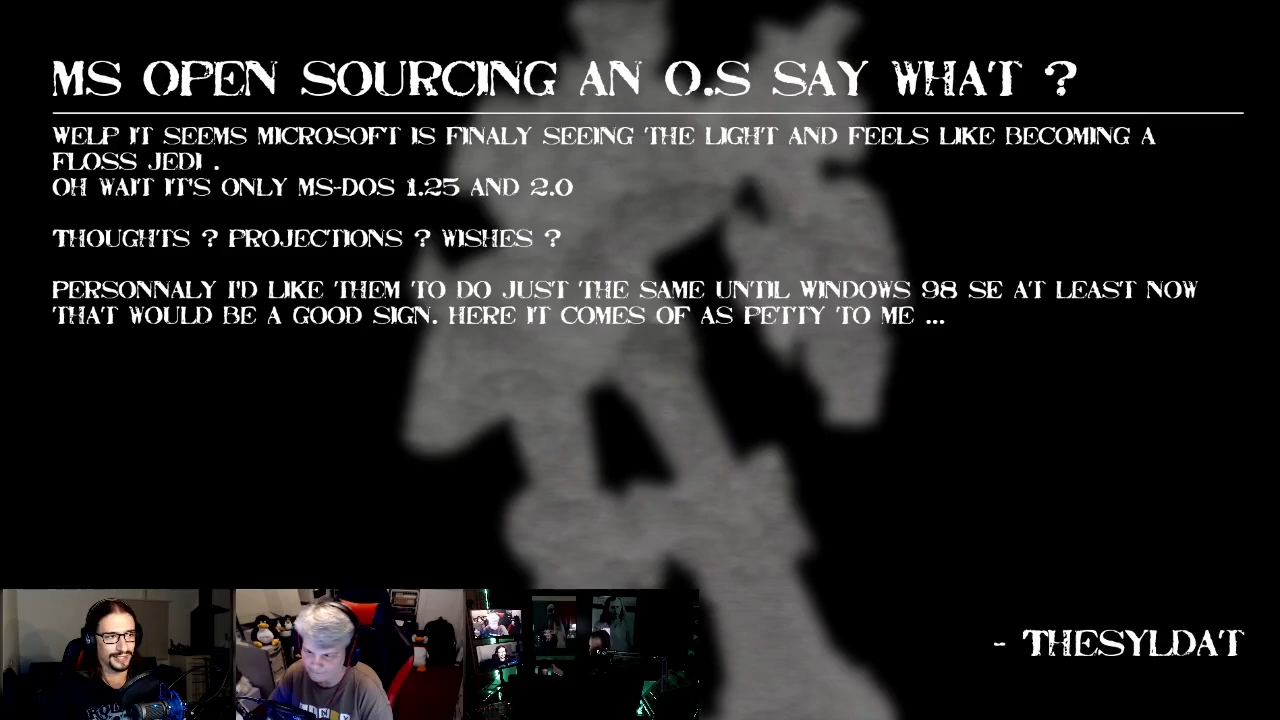 MS OPEN SOURCING AN O.S SAY WHAT ?
WELP IT SEEMS MICROSOFT IS FINALY SEEING THE LIGHT AND FEELS LIKE BECOMING A
FLOSS JEDI .
OH WAIT IT'S ONLY MS-DOS 1.25 AND 2.0
THOUGHTS ? PROJECTIONS ? WISHES ?
PERSONNALY I'D LIKE THEM TO DO JUST THE SAME UNTIL WINDOWS 98 SE AT LEAST NOW
THAT WOULD BE A GOOD SIGN. HERE IT COMES OF AS PETTY TO ME ...
- THESYLDAT